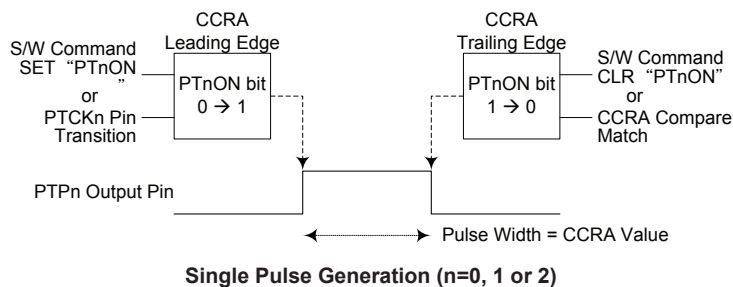 CCRA
Leading Edge
CCRA
Trailing Edge
S/W Command
SET “PTnON
”
or
PTCKn Pin
Transition
PTnON bit
0 → 1
PTnON bit
1 → 0
S/W Command
CLR “PTnON”
or
CCRA Compare
Match
PTPn Output Pin
Pulse Width = CCRA Value
Single Pulse Generation (n=0, 1 or 2)